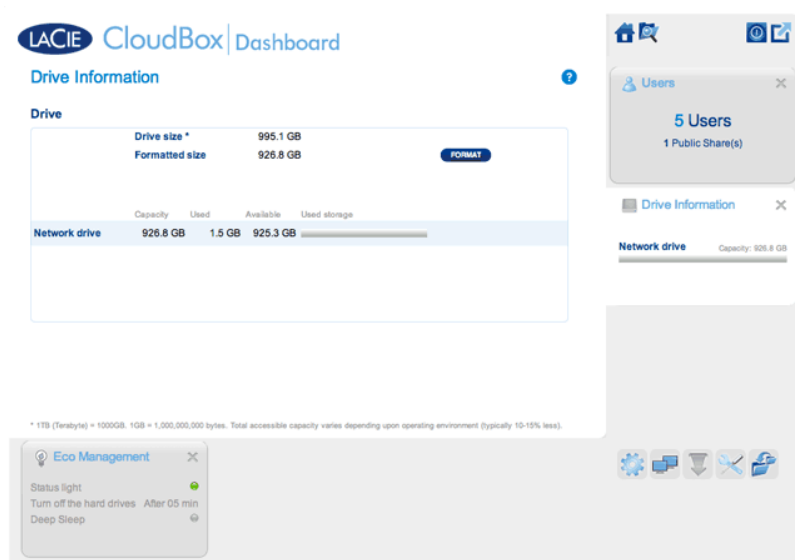 LACIE CloudBox Dashboard
Drive Information
?
Drive
Drive size * 995.1 GB
Formatted size 926.8 GB FORMAT
Capacity Used Available Used storage
Network drive 926.8 GB 1.5 GB 925.3 GB
* 1TB (Terabyte) = 1000GB. 1GB = 1,000,000,000 bytes. Total accessible capacity varies depending upon operating environment (typically 10-15% less).
Users
5 Users
1 Public Share(s)
Drive Information
Network drive Capacity: 926.8 GB
Eco Management
Status light
Turn off the hard drives After 05 min
Deep Sleep